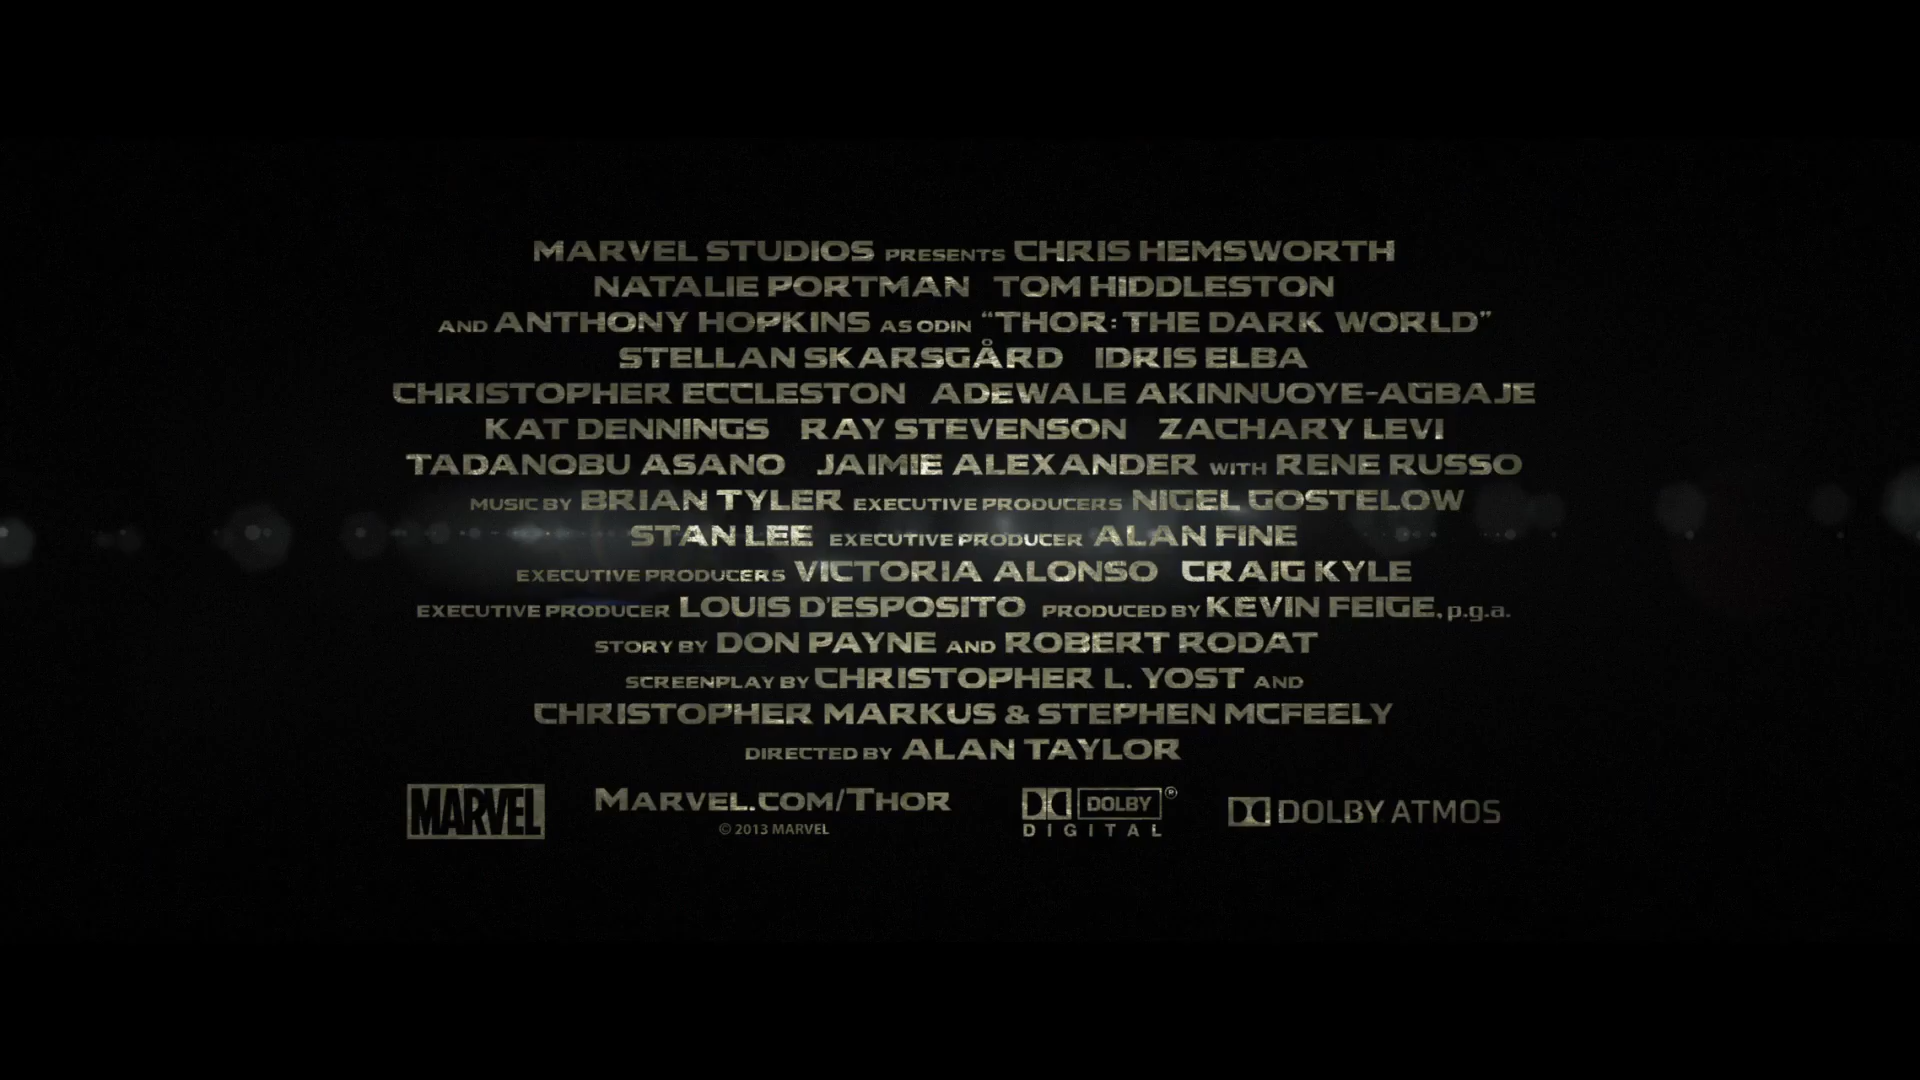 MARVEL STUDIOS PRESENTS CHRIS HEMSWORTH
NATALIE PORTMAN TOM HIDDLESTON
AND ANTHONY HOPKINS AS ODIN "THOR: THE DARK WORLD"
STELLAN SKARSGÅRD IDRIS ELBA
CHRISTOPHER ECCLESTON ADEWALE AKINNUOYE-AGBAJE
KAT DENNINGS RAY STEVENSON ZACHARY LEVI
TADANOBU ASANO JAIMIE ALEXANDER WITH RENE RUSSO
MUSIC BY BRIAN TYLER EXECUTIVE PRODUCERS NIGEL GOSTELOW
STAN LEE EXECUTIVE PRODUCER ALAN FINE
EXECUTIVE PRODUCERS VICTORIA ALONSO CRAIG KYLE
EXECUTIVE PRODUCER LOUIS D'ESPOSITO PRODUCED BY KEVIN FEIGE, p.g.a.
STORY BY DON PAYNE AND ROBERT RODAT
SCREENPLAY BY CHRISTOPHER L. YOST AND
CHRISTOPHER MARKUS & STEPHEN MCFEELY
DIRECTED BY ALAN TAYLOR
MARVEL MARVEL.COM/THOR DOLBY® DOLBY ATMOS
© 2013 MARVEL DIGITAL